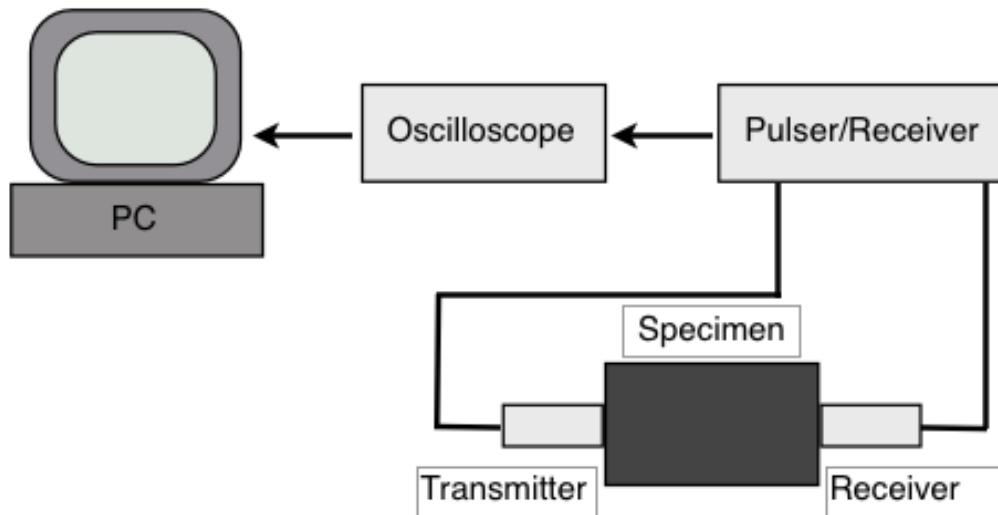 Oscilloscope
Pulser/Receiver
PC
Specimen
Transmitter
Receiver